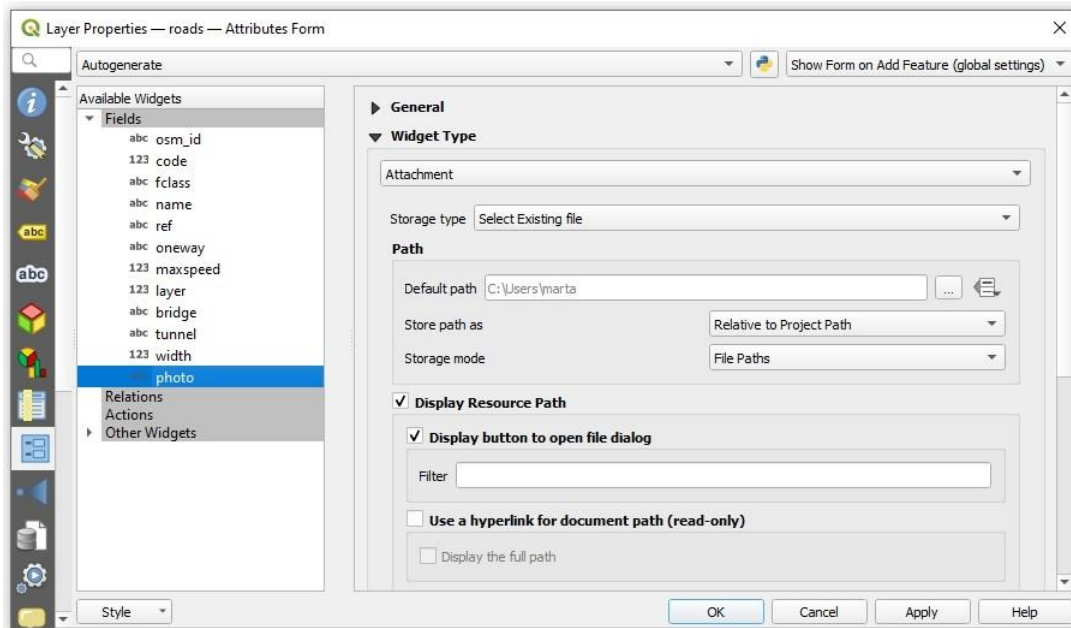 Layer Properties — roads — Attributes Form
Autogenerate
Show Form on Add Feature (global settings)
Available Widgets
Fields
abc osm_id
123 code
abc fclass
abc name
abc ref
abc oneway
123 maxspeed
123 layer
abc bridge
abc tunnel
123 width
photo
Relations
Actions
Other Widgets
abc
abc
General
Widget Type
Attachment
Storage type Select Existing file
Path
Default path C:\Users\marta ...
Store path as Relative to Project Path
Storage mode File Paths
Display Resource Path
Display button to open file dialog
Filter
Use a hyperlink for document path (read-only)
Display the full path
Style
OK Cancel Apply Help